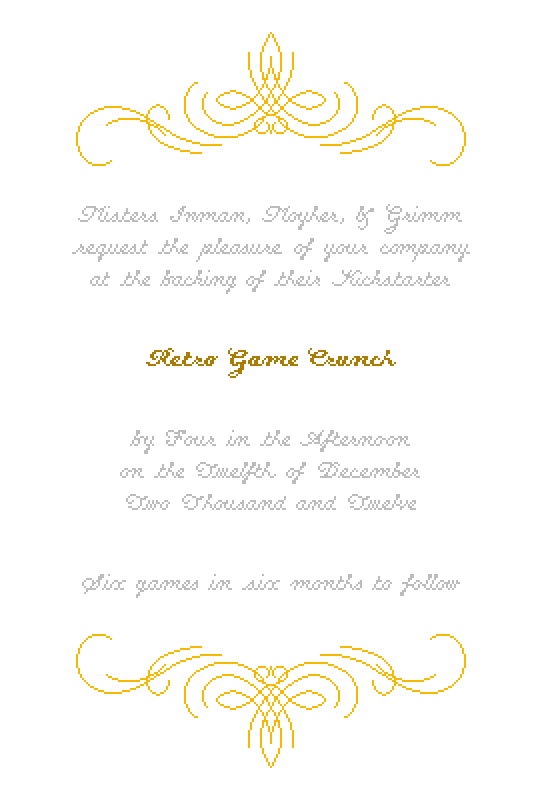 Misters Inman, Moyher, & Grimm
request the pleasure of your company
at the backing of their Kickstarter
Retro Game Crunch
by Four in the Afternoon
on the Twelfth of December
Two Thousand and Twelve
Six games in six months to follow